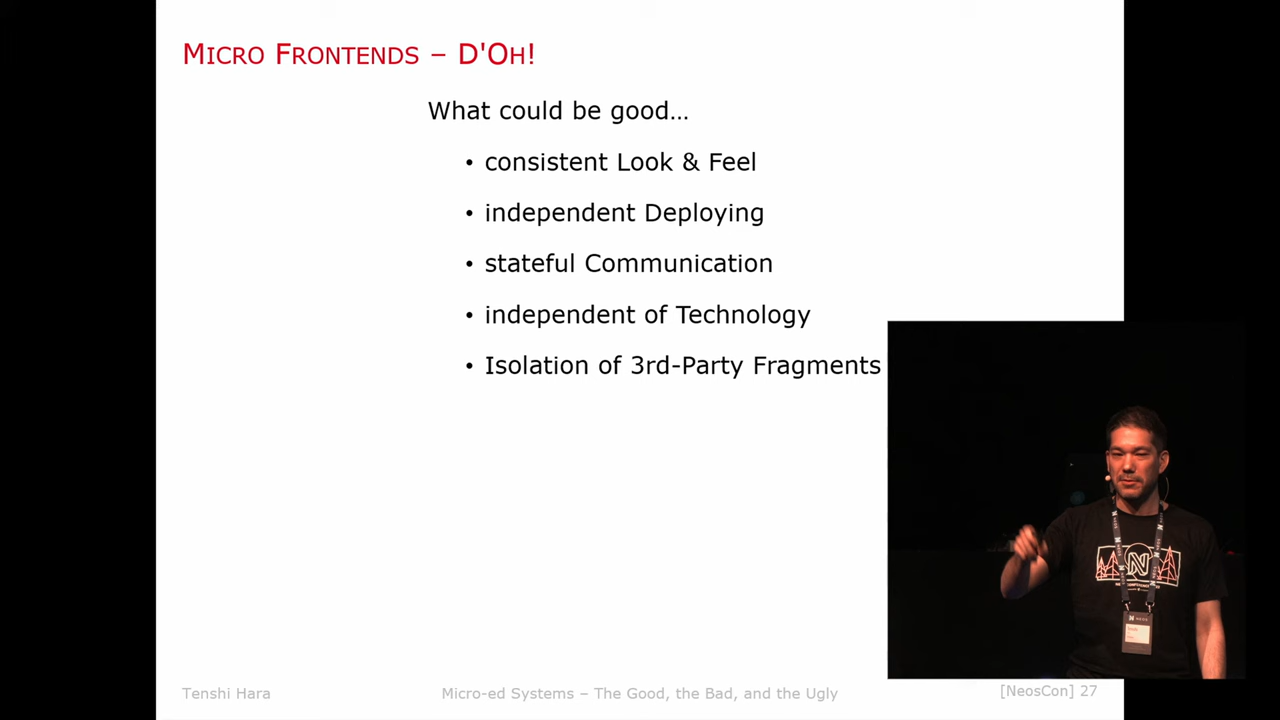 MICRO FRONTENDS – D'OH!
What could be good…
• consistent Look & Feel
• independent Deploying
• stateful Communication
• independent of Technology
• Isolation of 3rd-Party Fragments
N
NEOS
Tenshi Hara
Micro-ed Systems – The Good, the Bad, and the Ugly
[NeosCon] 27